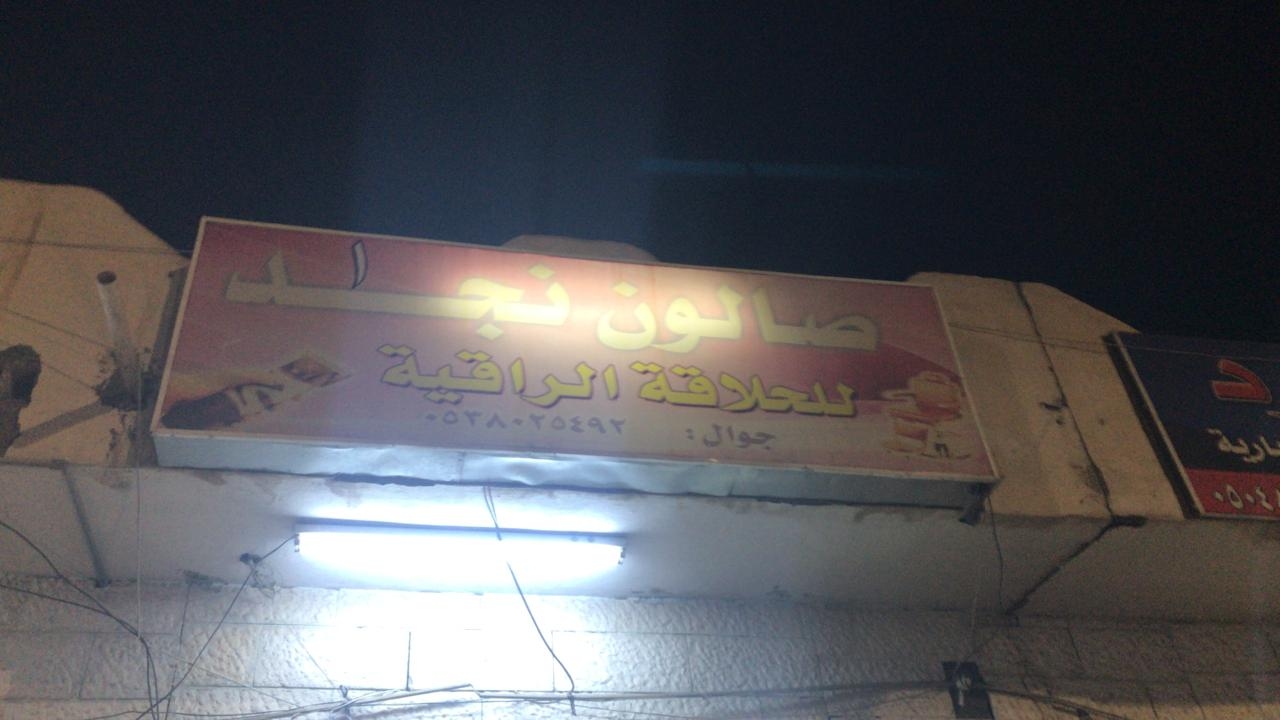 صالون نجد
للحلاقة الراقية
جوال: ٠٥٣٨٠٢٥٤٩٢